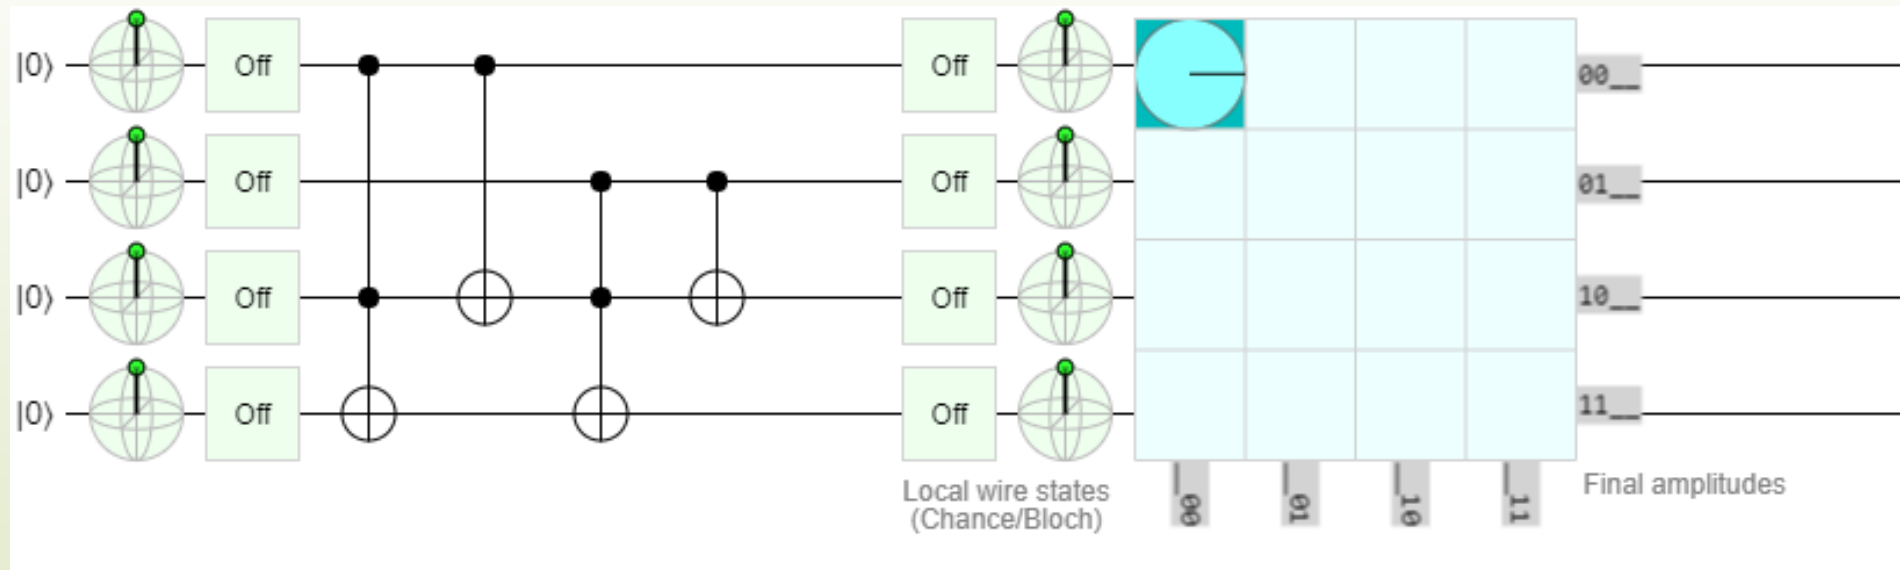 |0⟩ Off Off 00__
|0⟩ Off Off 01__
|0⟩ Off Off 10__
|0⟩ Off Off 11__
Local wire states
(Chance/Bloch)
__00 __01 __10 __11
Final amplitudes